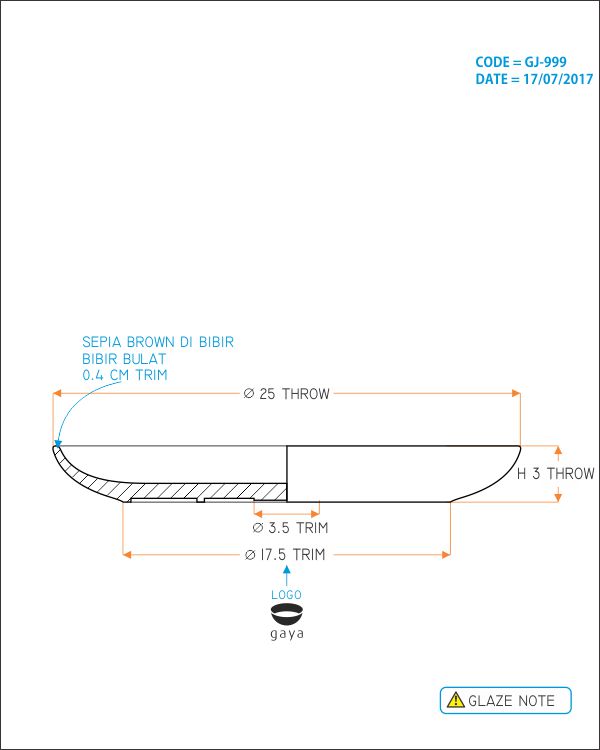 CODE = GJ-999
DATE = 17/07/2017
SEPIA BROWN DI BIBIR
BIBIR BULAT
0.4 CM TRIM
Ø 25 THROW
H 3 THROW
Ø 3.5 TRIM
Ø 17.5 TRIM
LOGO
gaya
GLAZE NOTE